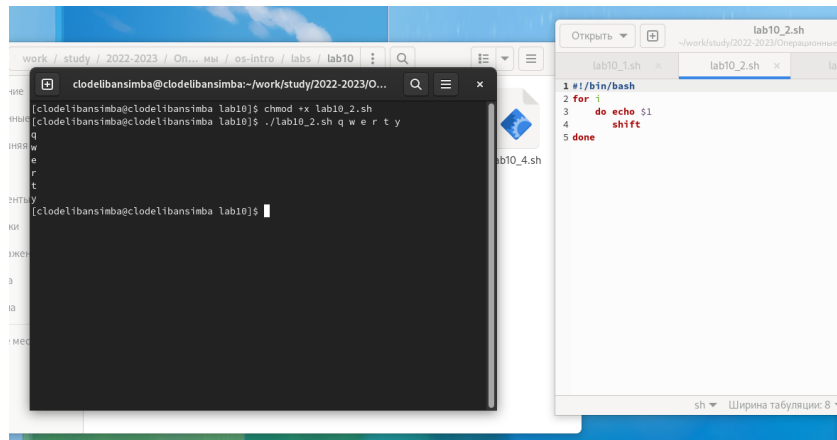 work / study / 2022-2023 / Оп... мы / os-intro / labs / lab10
clodelibansimba@clodelibansimba:~/work/study/2022-2023/О...
[clodelibansimba@clodelibansimba lab10]$ chmod +x lab10_2.sh
[clodelibansimba@clodelibansimba lab10]$ ./lab10_2.sh q w e r t y
q
w
e
r
t
y
[clodelibansimba@clodelibansimba lab10]$
ab10_4.sh
Открыть
lab10_2.sh
~/work/study/2022-2023/Операционные
lab10_1.sh × lab10_2.sh × la
1 #!/bin/bash
2 for i
3 do echo $1
4 shift
5 done
sh Ширина табуляции: 8